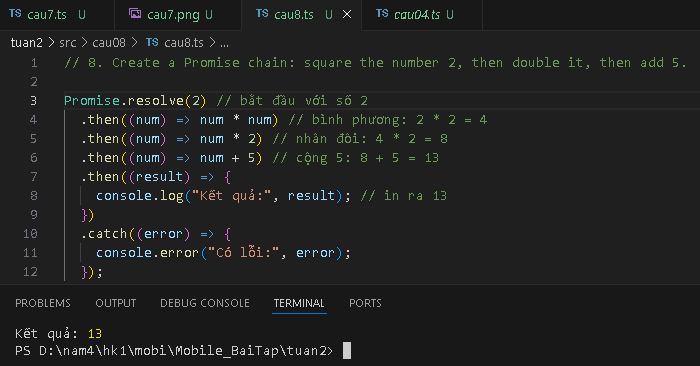 TS cau7.ts U cau7.png U TS cau8.ts U × TS cau04.ts U
tuan2 > src > cau08 > TS cau8.ts > ...
1 // 8. Create a Promise chain: square the number 2, then double it, then add 5.
2
3 Promise.resolve(2) // bắt đầu với số 2
4 .then((num) => num * num) // bình phương: 2 * 2 = 4
5 .then((num) => num * 2) // nhân đôi: 4 * 2 = 8
6 .then((num) => num + 5) // cộng 5: 8 + 5 = 13
7 .then((result) => {
8 console.log("Kết quả:", result); // in ra 13
9 })
10 .catch((error) => {
11 console.error("Có lỗi:", error);
12 });
PROBLEMS OUTPUT DEBUG CONSOLE TERMINAL PORTS
Kết quả: 13
PS D:\nam4\hk1\mobi\Mobile_BaiTap\tuan2>